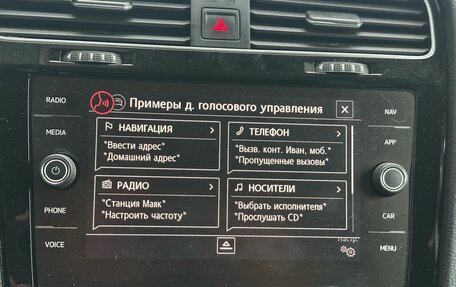 RADIO
MEDIA
PHONE
VOICE
Примеры д. голосового управления
НАВИГАЦИЯ
"Ввести адрес"
"Домашний адрес"
ТЕЛЕФОН
"Вызв. конт. Иван, моб."
"Пропущенные вызовы"
РАДИО
"Станция Маяк"
"Настроить частоту"
НОСИТЕЛИ
"Выбрать исполнителя"
"Прослушать CD"
Настр.
NAV
APP
CAR
MENU